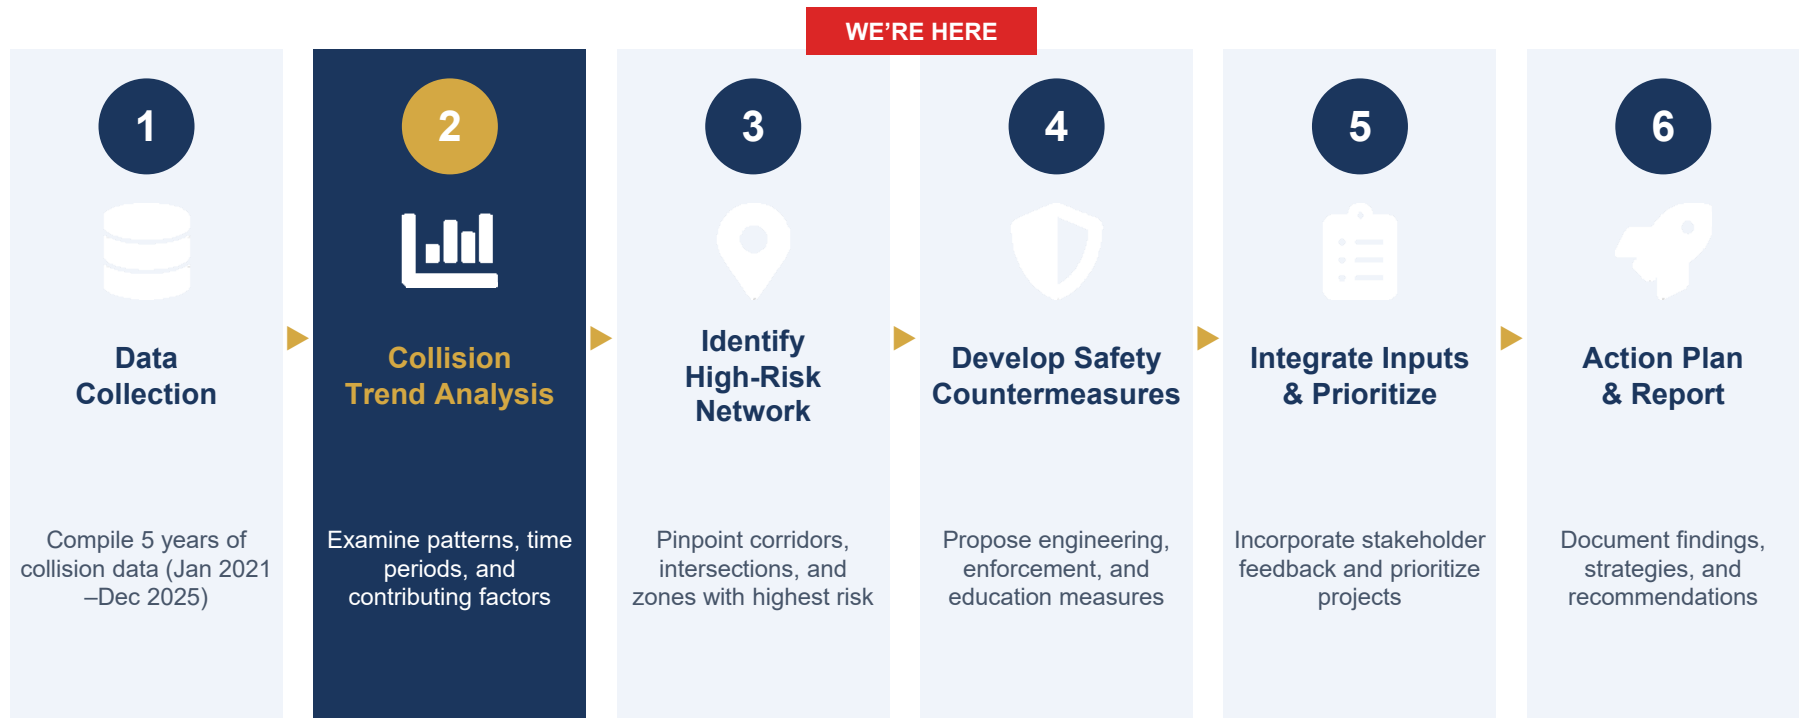 WE’RE HERE
1
Data
Collection
Compile 5 years of
collision data (Jan 2021
–Dec 2025)
2
Collision
Trend Analysis
Examine patterns, time
periods, and
contributing factors
3
Identify
High-Risk
Network
Pinpoint corridors,
intersections, and
zones with highest risk
4
Develop Safety
Countermeasures
Propose engineering,
enforcement, and
education measures
5
Integrate Inputs
& Prioritize
Incorporate stakeholder
feedback and prioritize
projects
6
Action Plan
& Report
Document findings,
strategies, and
recommendations